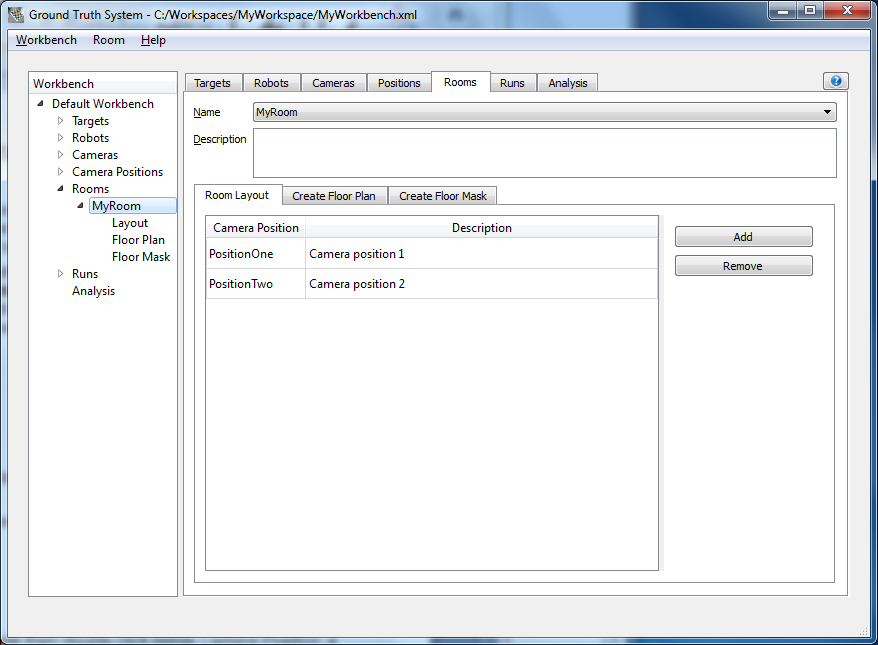 Ground Truth System - C:/Workspaces/MyWorkspace/MyWorkbench.xml
Workbench Room Help
Workbench
Default Workbench
Targets
Robots
Cameras
Camera Positions
Rooms
MyRoom
Layout
Floor Plan
Floor Mask
Runs
Analysis
Targets Robots Cameras Positions Rooms Runs Analysis
Name MyRoom
Description
Room Layout Create Floor Plan Create Floor Mask
Camera Position Description
PositionOne Camera position 1
PositionTwo Camera position 2
Add
Remove